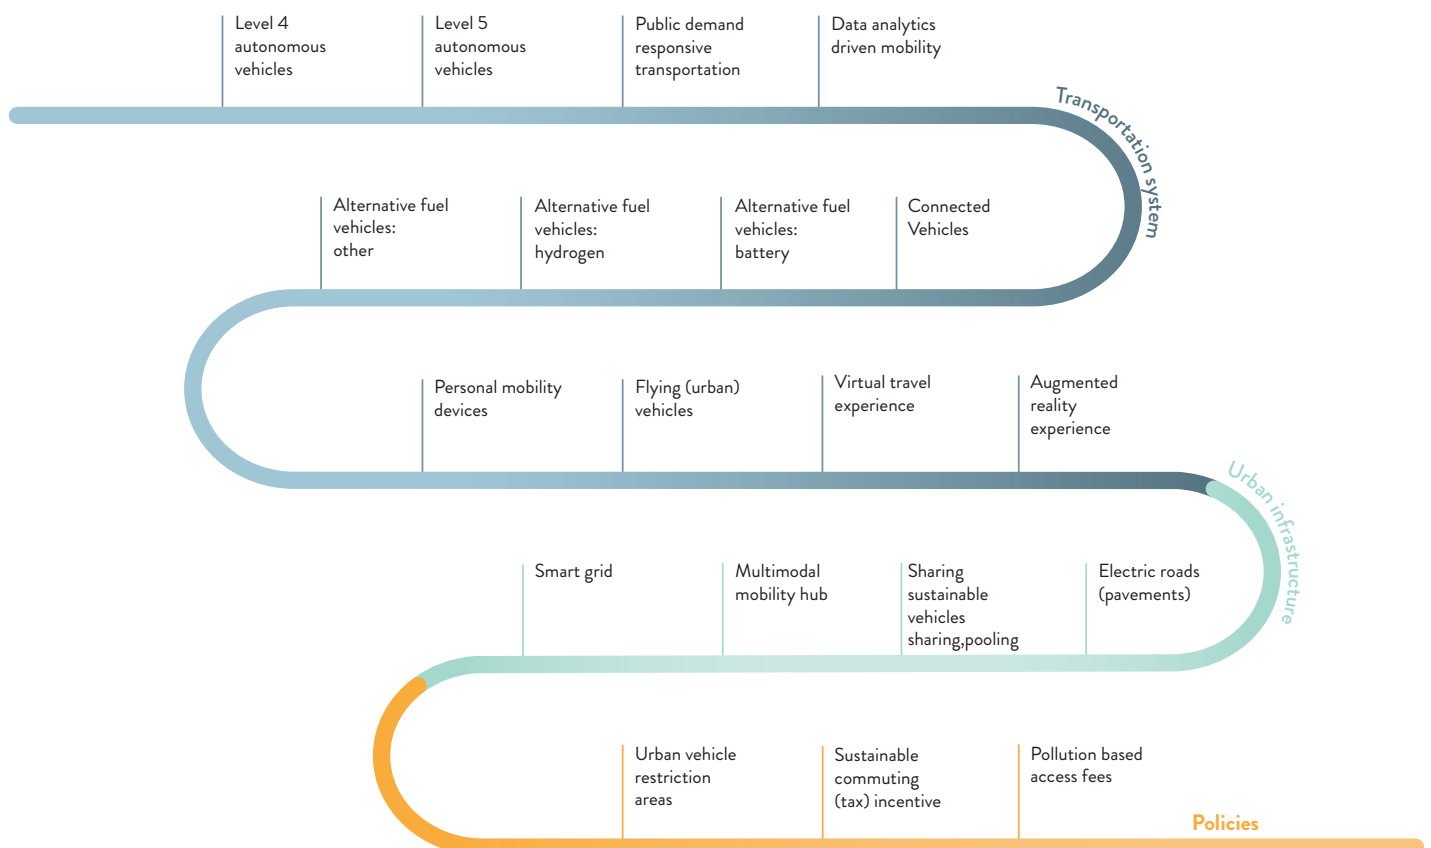 Level 4
autonomous
vehicles
Level 5
autonomous
vehicles
Public demand
responsive
transportation
Data analytics
driven mobility
Transportation system
Alternative fuel
vehicles:
other
Alternative fuel
vehicles:
hydrogen
Alternative fuel
vehicles:
battery
Connected
Vehicles
Personal mobility
devices
Flying (urban)
vehicles
Virtual travel
experience
Augmented
reality
experience
Urban infrastructure
Smart grid
Multimodal
mobility hub
Sharing
sustainable
vehicles
sharing,pooling
Electric roads
(pavements)
Urban vehicle
restriction
areas
Sustainable
commuting
(tax) incentive
Pollution based
access fees
Policies